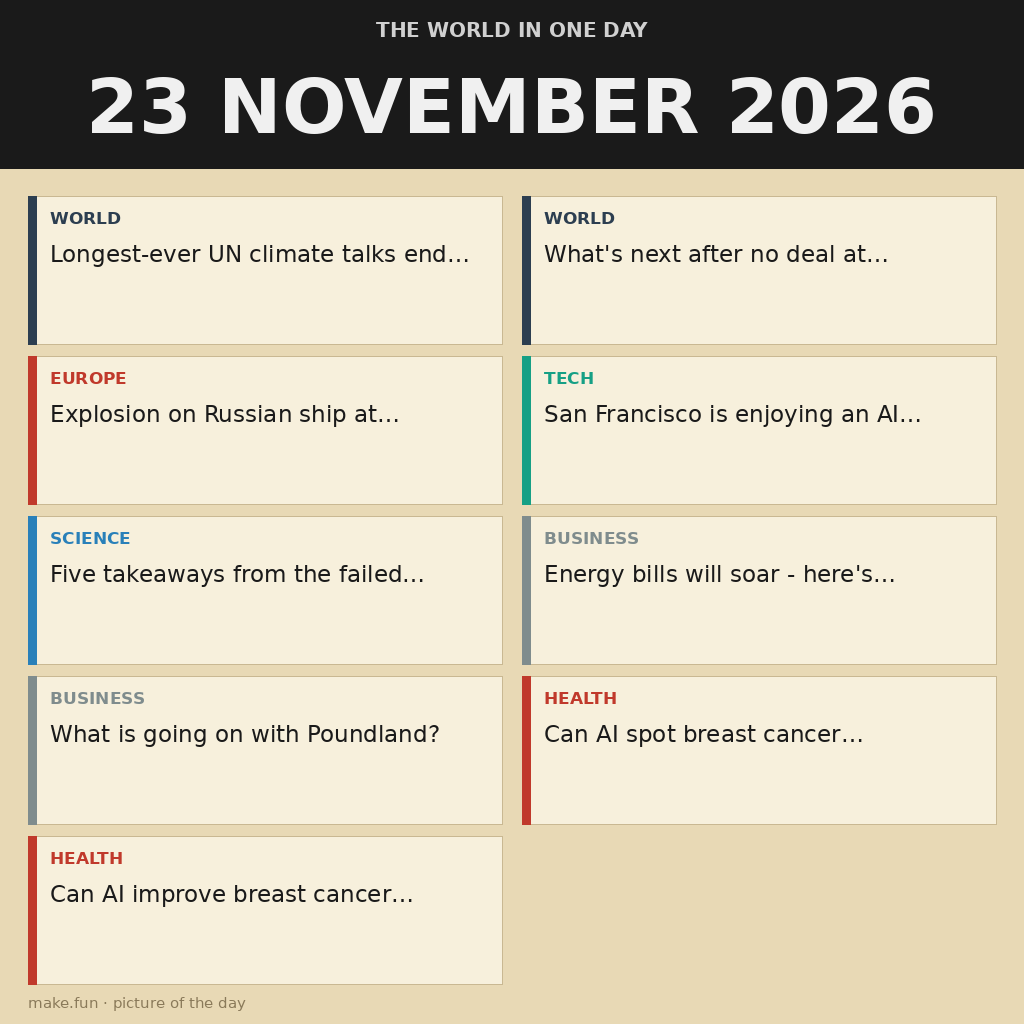 THE WORLD IN ONE DAY
23 NOVEMBER 2026
WORLD
Longest-ever UN climate talks end...
WORLD
What's next after no deal at...
EUROPE
Explosion on Russian ship at...
TECH
San Francisco is enjoying an AI...
SCIENCE
Five takeaways from the failed...
BUSINESS
Energy bills will soar - here's...
BUSINESS
What is going on with Poundland?
HEALTH
Can AI spot breast cancer...
HEALTH
Can AI improve breast cancer...
make.fun · picture of the day